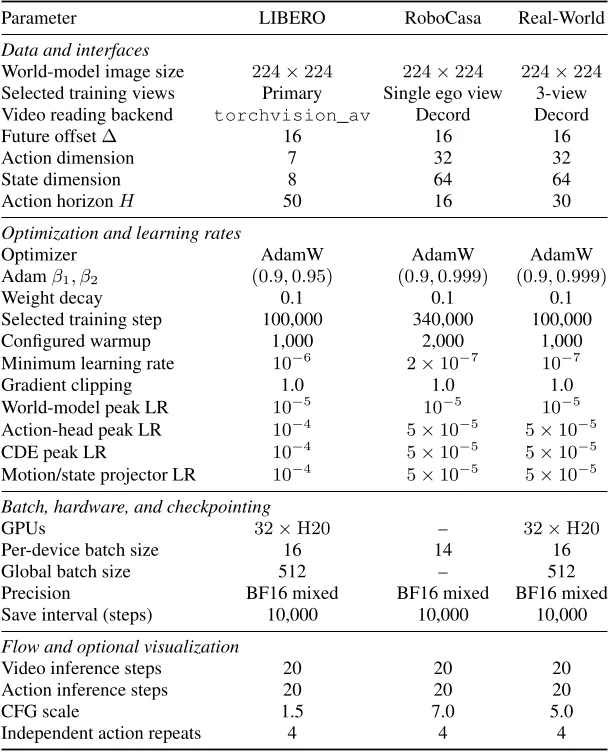 Parameter LIBERO RoboCasa Real-World
Data and interfaces
World-model image size 224 × 224 224 × 224 224 × 224
Selected training views Primary Single ego view 3-view
Video reading backend torchvision_av Decord Decord
Future offset Δ 16 16 16
Action dimension 7 32 32
State dimension 8 64 64
Action horizon H 50 16 30
Optimization and learning rates
Optimizer AdamW AdamW AdamW
Adam β₁, β₂ (0.9, 0.95) (0.9, 0.999) (0.9, 0.999)
Weight decay 0.1 0.1 0.1
Selected training step 100,000 340,000 100,000
Configured warmup 1,000 2,000 1,000
Minimum learning rate 10⁻⁶ 2 × 10⁻⁷ 10⁻⁷
Gradient clipping 1.0 1.0 1.0
World-model peak LR 10⁻⁵ 10⁻⁵ 10⁻⁵
Action-head peak LR 10⁻⁴ 5 × 10⁻⁵ 5 × 10⁻⁵
CDE peak LR 10⁻⁴ 5 × 10⁻⁵ 5 × 10⁻⁵
Motion/state projector LR 10⁻⁴ 5 × 10⁻⁵ 5 × 10⁻⁵
Batch, hardware, and checkpointing
GPUs 32 × H20 – 32 × H20
Per-device batch size 16 14 16
Global batch size 512 – 512
Precision BF16 mixed BF16 mixed BF16 mixed
Save interval (steps) 10,000 10,000 10,000
Flow and optional visualization
Video inference steps 20 20 20
Action inference steps 20 20 20
CFG scale 1.5 7.0 5.0
Independent action repeats 4 4 4